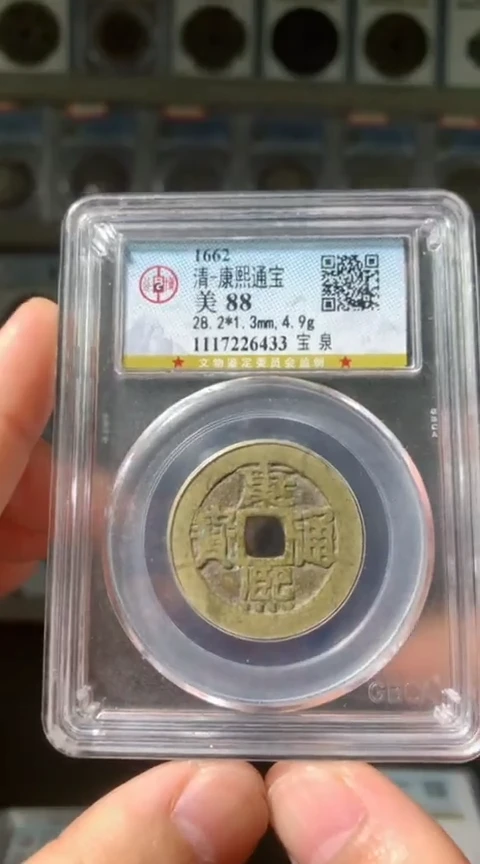 1662
清-康熙通宝
美 88
28.2*1.3mm,4.9g
1117226433 宝 泉
★ 文物鉴定委员会监制 ★
康熙通寶
GBCA